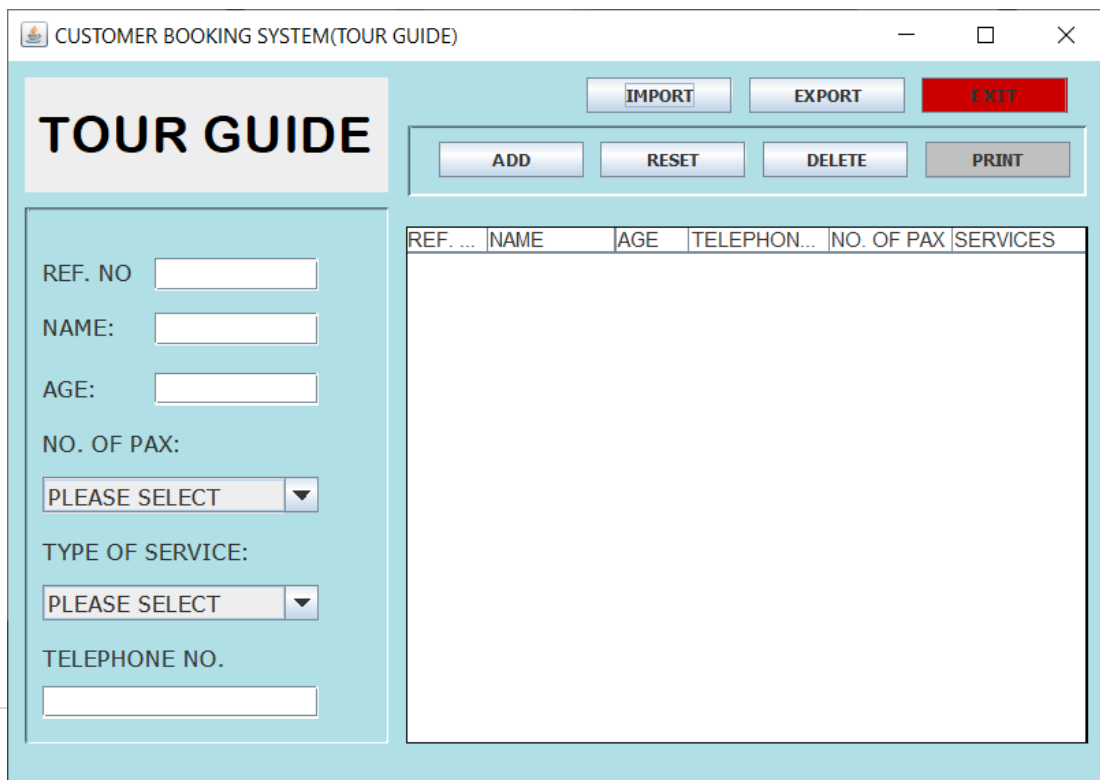 CUSTOMER BOOKING SYSTEM(TOUR GUIDE)
TOUR GUIDE
IMPORT EXPORT EXIT
ADD RESET DELETE PRINT
REF. NO
NAME:
AGE:
NO. OF PAX:
PLEASE SELECT
TYPE OF SERVICE:
PLEASE SELECT
TELEPHONE NO.
REF. ... NAME AGE TELEPHON... NO. OF PAX SERVICES